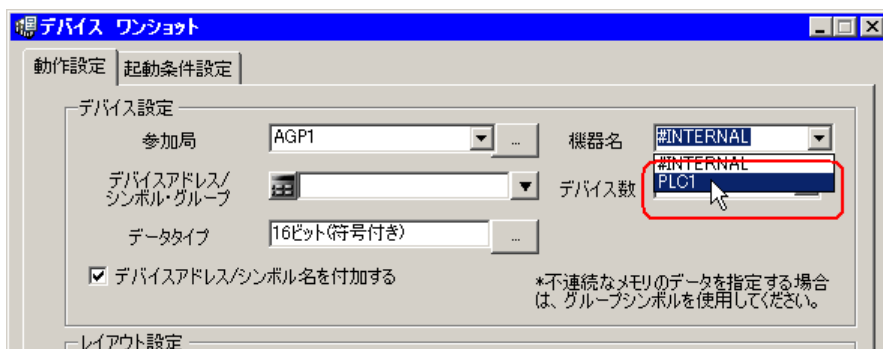 デバイス ワンショット
動作設定 起動条件設定
デバイス設定
参加局 AGP1 ... 機器名 #INTERNAL
#INTERNAL
デバイスアドレス/
シンボル・グループ デバイス数 PLC1
データタイプ 16ビット(符号付き) ...
デバイスアドレス/シンボル名を付加する
*不連続なメモリのデータを指定する場合
は、グループシンボルを使用してください。
レイアウト設定